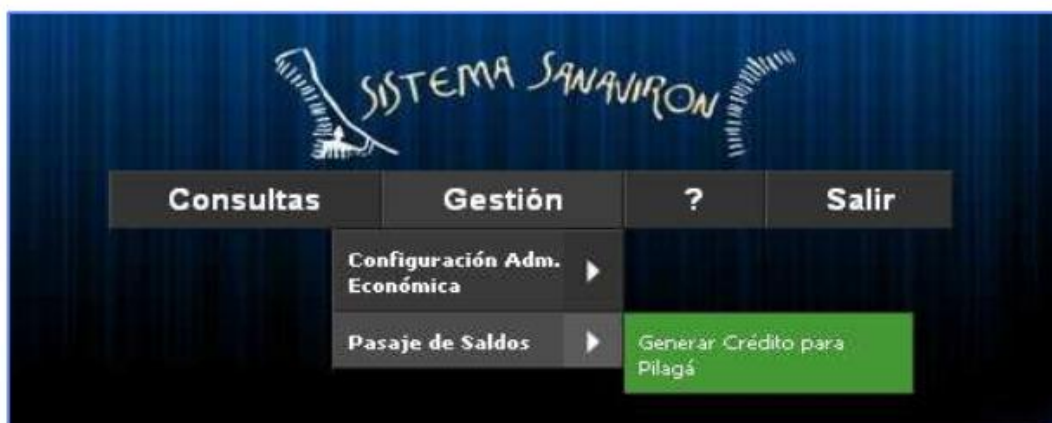 SISTEMA SANAVIRON
Consultas Gestión ? Salir
Configuración Adm.
Económica
Pasaje de Saldos
Generar Crédito para
Pilagá